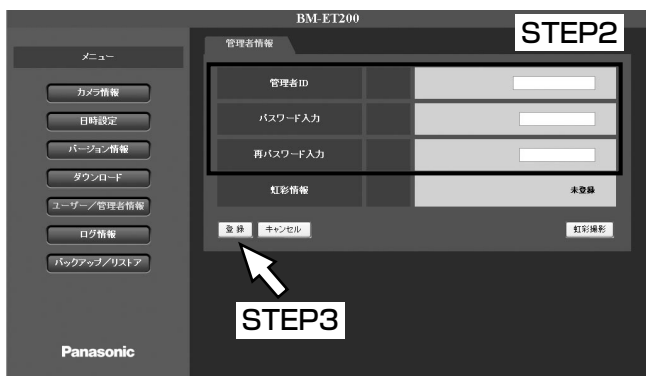 BM-ET200
メニュー
カメラ情報
日時設定
バージョン情報
ダウンロード
ユーザー／管理者情報
ログ情報
バックアップ／リストア
Panasonic
管理者情報
STEP2
管理者ID
パスワード入力
再パスワード入力
虹彩情報
未登録
登録
キャンセル
虹彩撮影
STEP3